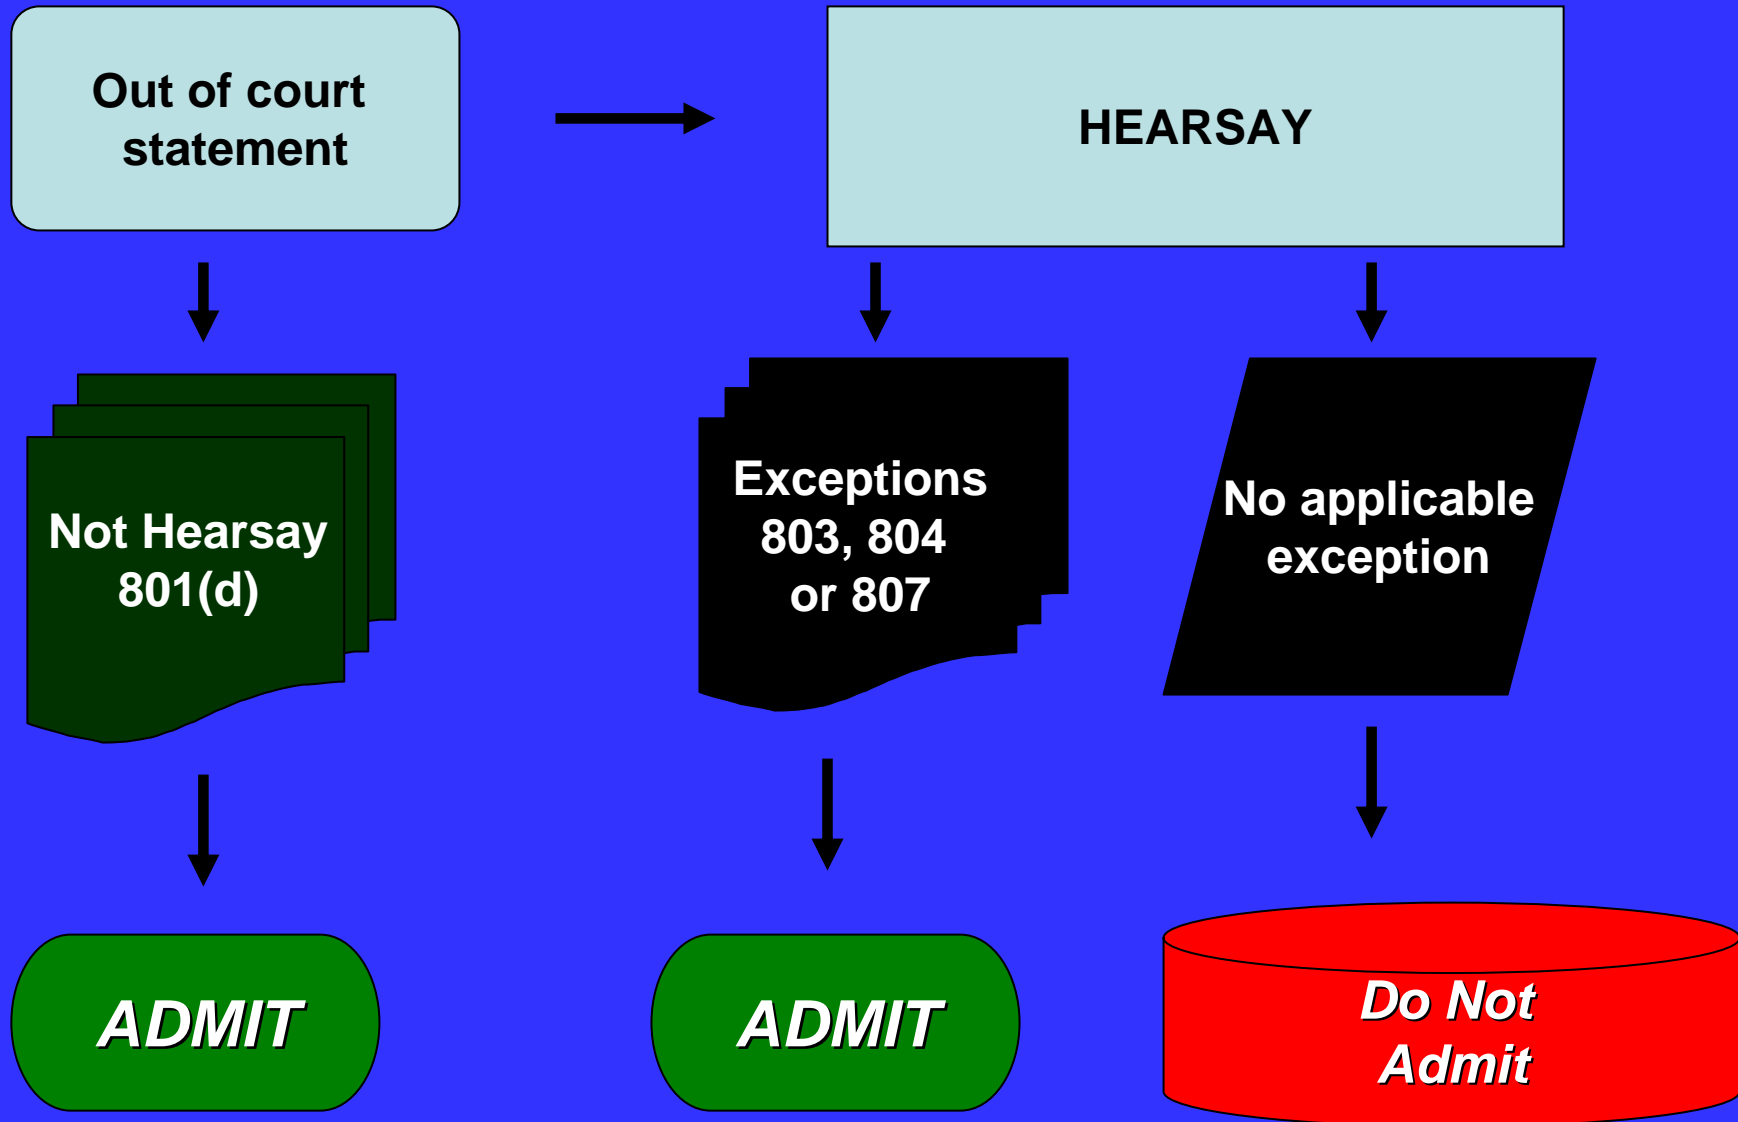 Out of court
statement
HEARSAY
Not Hearsay
801(d)
Exceptions
803, 804
or 807
No applicable
exception
ADMIT
ADMIT
Do Not
Admit